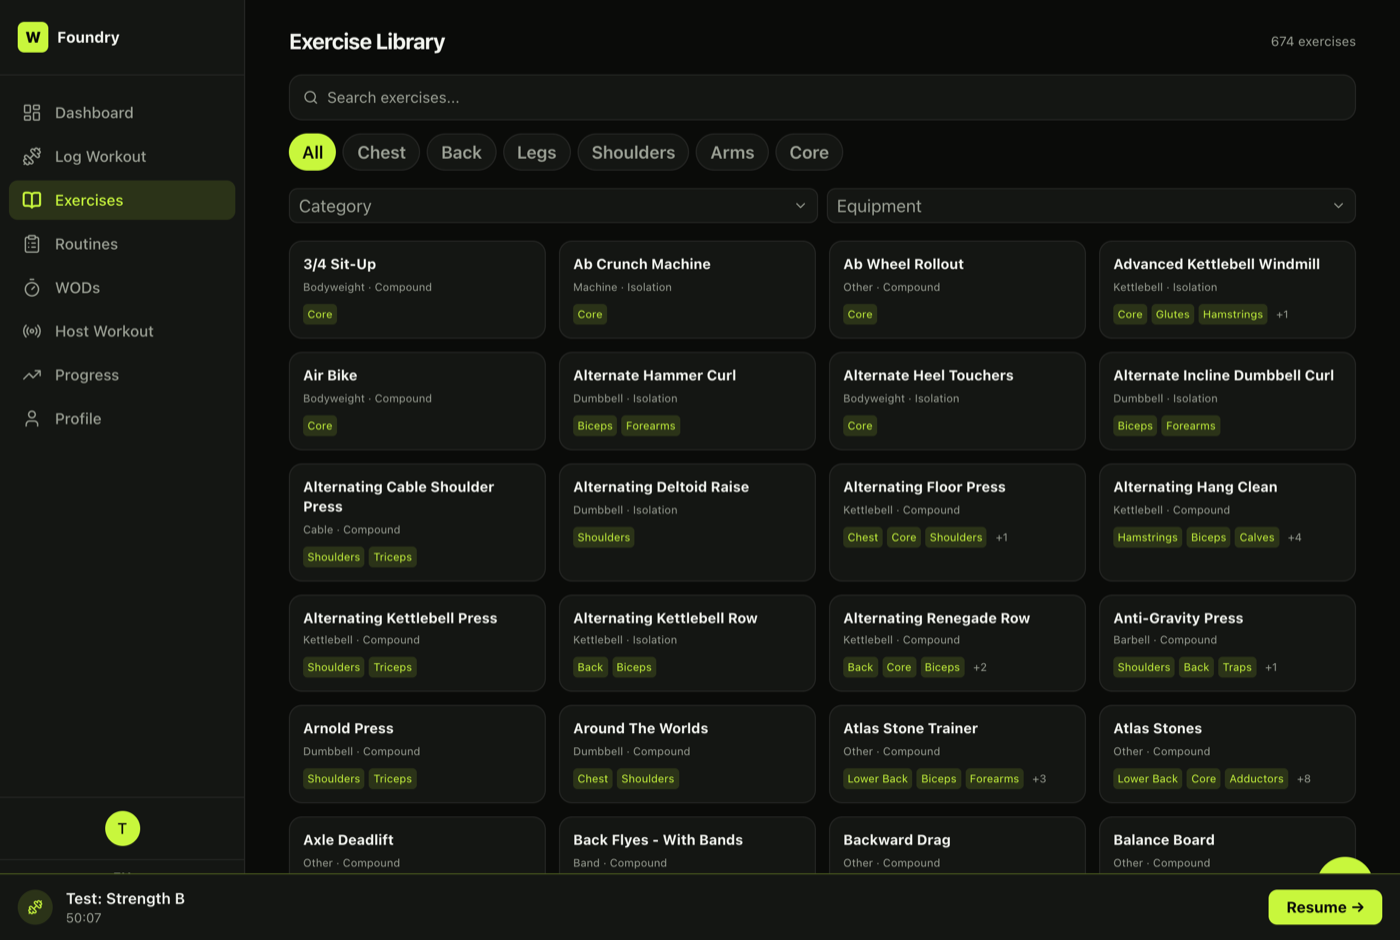 W Foundry
Dashboard
Log Workout
Exercises
Routines
WODs
Host Workout
Progress
Profile
T
Exercise Library
674 exercises
Search exercises...
All Chest Back Legs Shoulders Arms Core
Category
Equipment
3/4 Sit-Up
Bodyweight · Compound
Core
Ab Crunch Machine
Machine · Isolation
Core
Ab Wheel Rollout
Other · Compound
Core
Advanced Kettlebell Windmill
Kettlebell · Isolation
Core Glutes Hamstrings +1
Air Bike
Bodyweight · Compound
Core
Alternate Hammer Curl
Dumbbell · Isolation
Biceps Forearms
Alternate Heel Touchers
Bodyweight · Isolation
Core
Alternate Incline Dumbbell Curl
Dumbbell · Isolation
Biceps Forearms
Alternating Cable Shoulder
Press
Cable · Compound
Shoulders Triceps
Alternating Deltoid Raise
Dumbbell · Isolation
Shoulders
Alternating Floor Press
Kettlebell · Compound
Chest Core Shoulders +1
Alternating Hang Clean
Kettlebell · Compound
Hamstrings Biceps Calves +4
Alternating Kettlebell Press
Kettlebell · Compound
Shoulders Triceps
Alternating Kettlebell Row
Kettlebell · Isolation
Back Biceps
Alternating Renegade Row
Kettlebell · Compound
Back Core Biceps +2
Anti-Gravity Press
Barbell · Compound
Shoulders Back Traps +1
Arnold Press
Dumbbell · Compound
Shoulders Triceps
Around The Worlds
Dumbbell · Compound
Chest Shoulders
Atlas Stone Trainer
Other · Compound
Lower Back Biceps Forearms +3
Atlas Stones
Other · Compound
Lower Back Core Adductors +8
Axle Deadlift
Other · Compound
Back Flyes - With Bands
Band · Compound
Backward Drag
Other · Compound
Balance Board
Other · Compound
Test: Strength B
50:07
Resume →